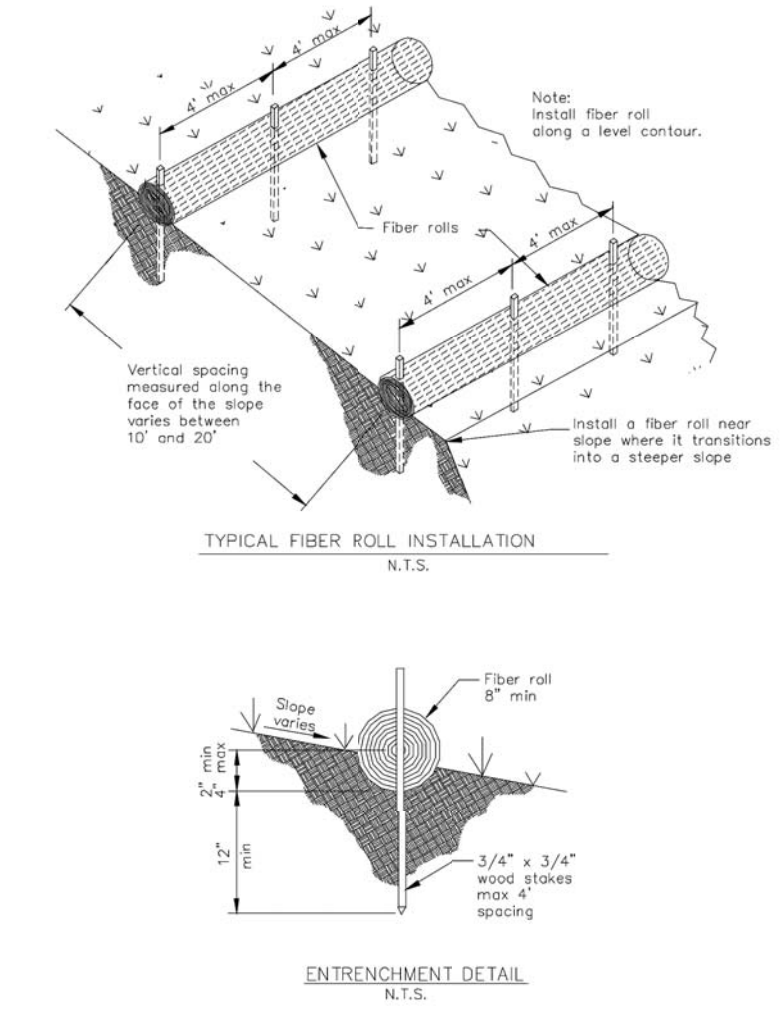 4' max
4' max
Note:
Install fiber roll
along a level contour.
Fiber rolls
4' max
4' max
Vertical spacing
measured along the
face of the slope
varies between
10' and 20'
Install a fiber roll near
slope where it transitions
into a steeper slope
TYPICAL FIBER ROLL INSTALLATION
N.T.S.
Fiber roll
8" min
Slope
varies
2" min
4" max
12"
min
3/4" x 3/4"
wood stakes
max 4'
spacing
ENTRENCHMENT DETAIL
N.T.S.